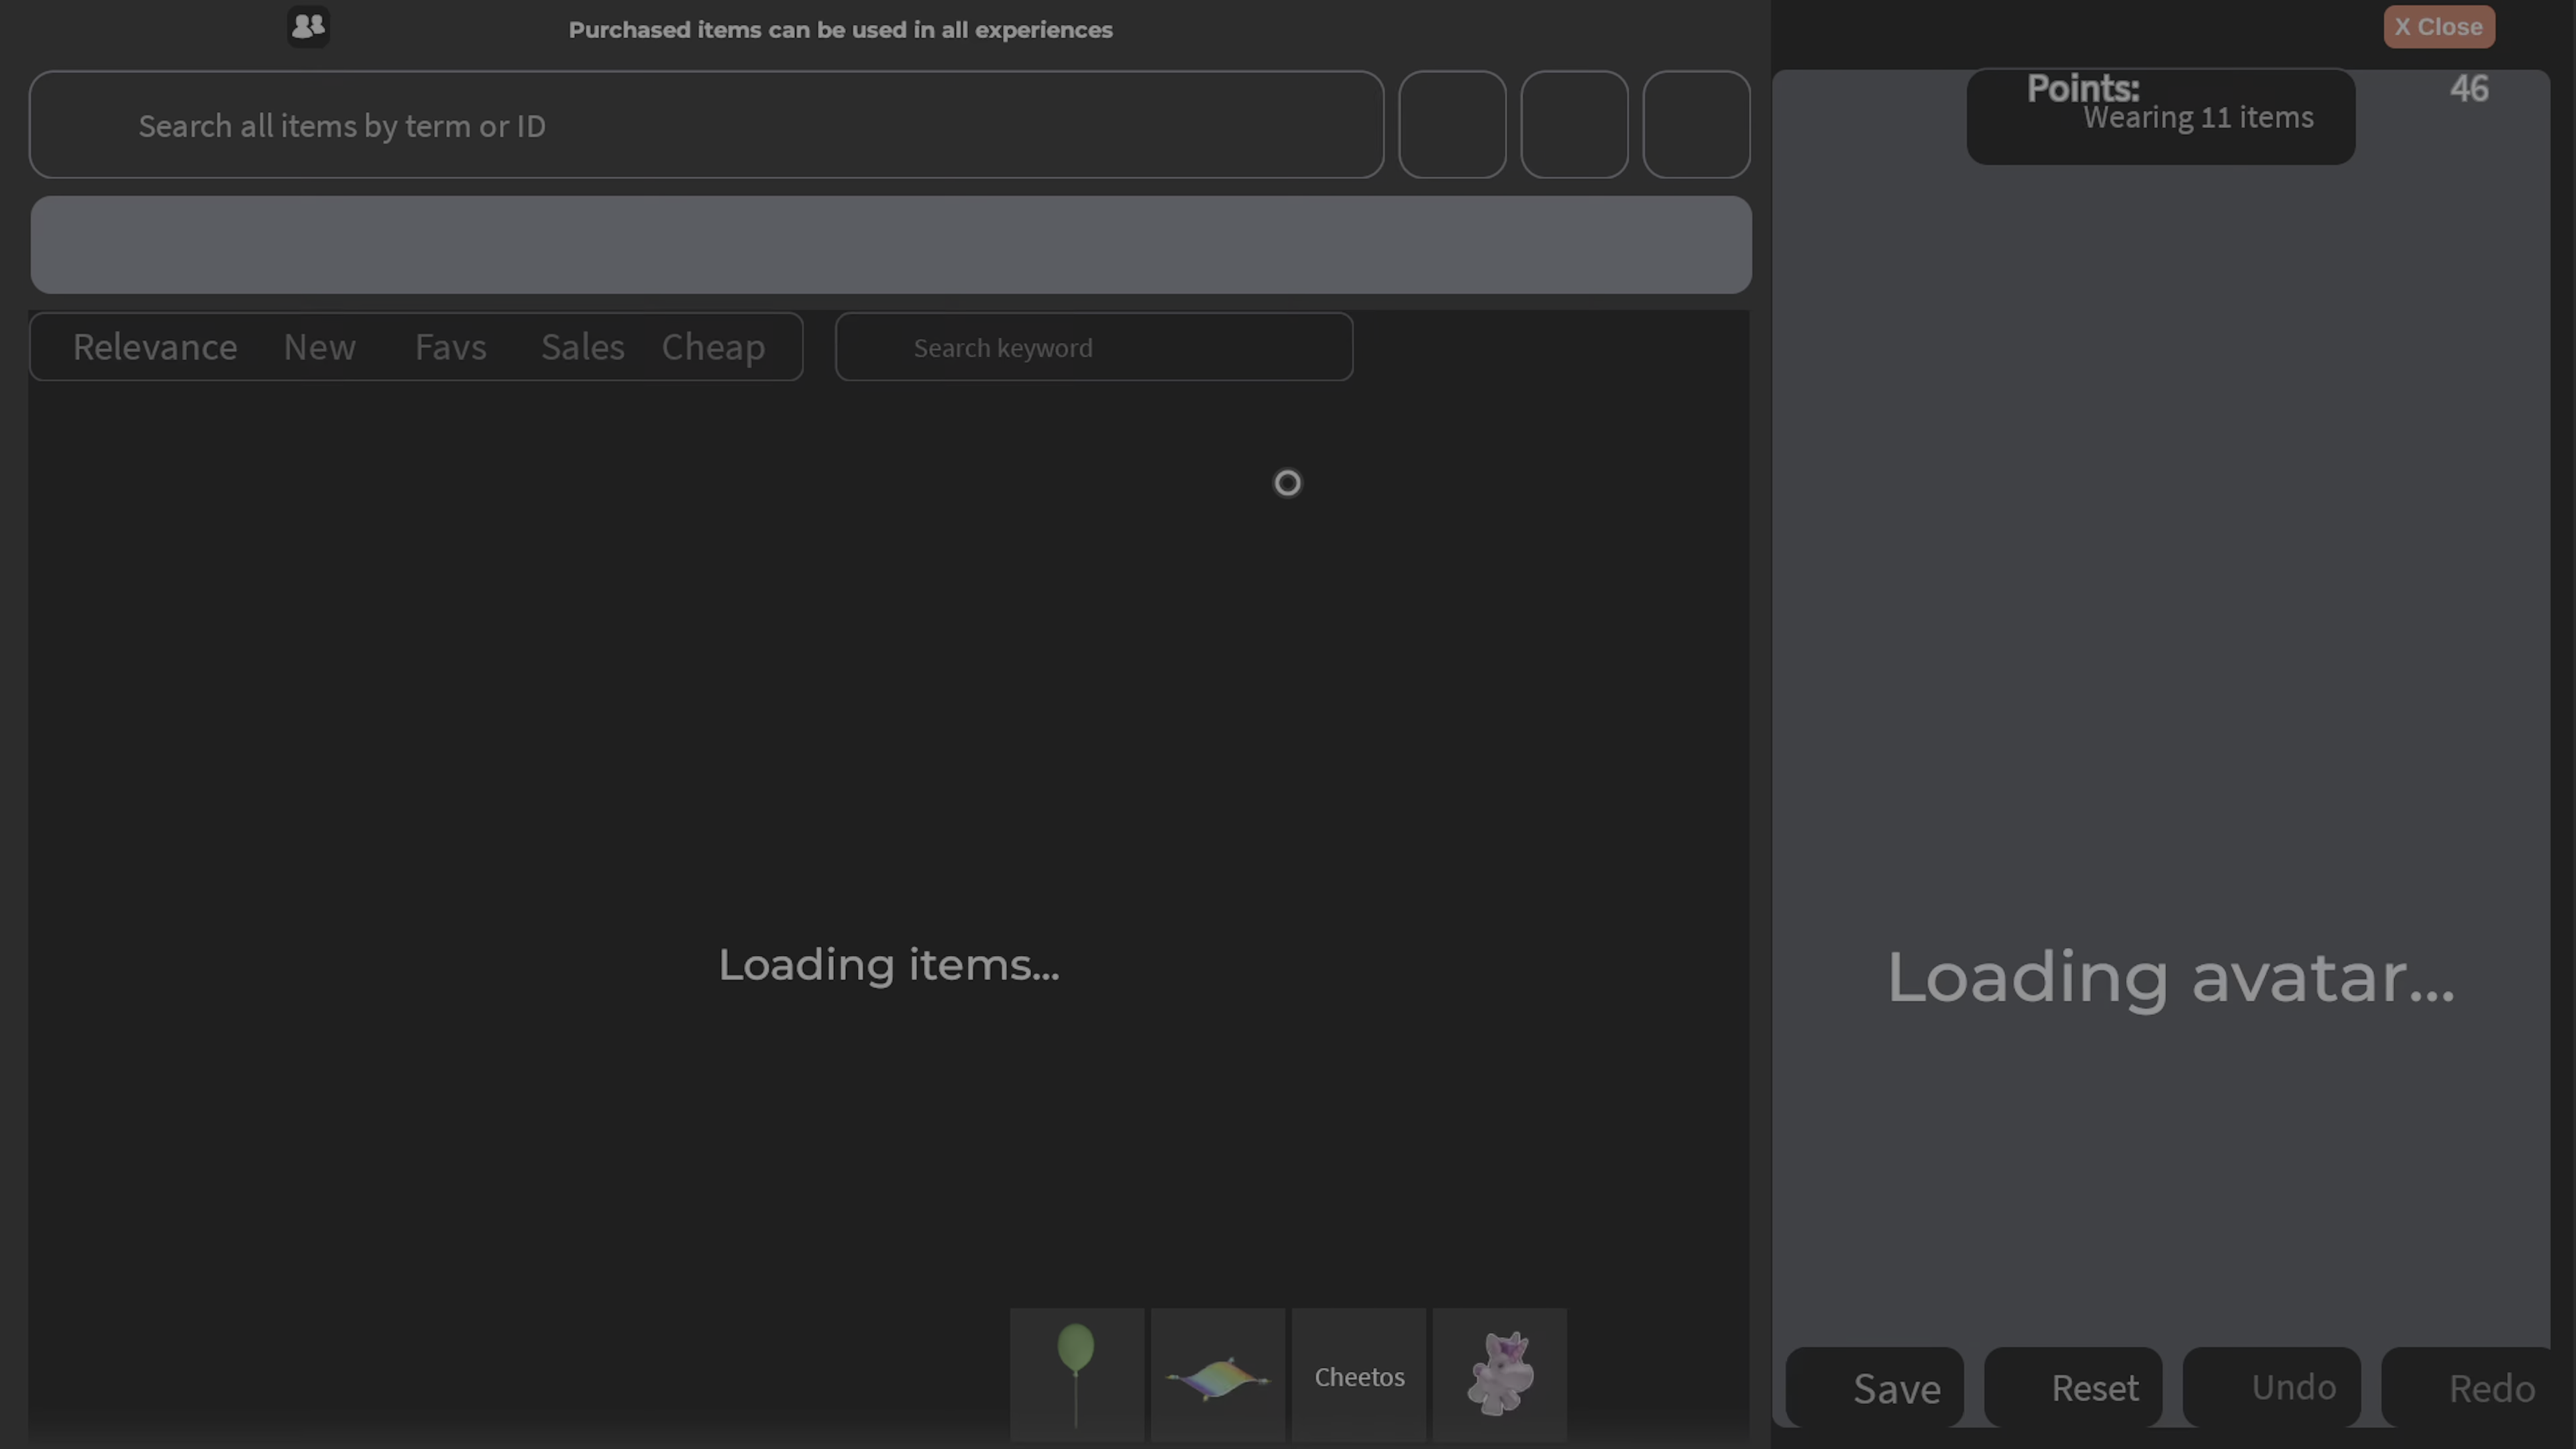 Purchased items can be used in all experiences
X Close
Search all items by term or ID
Points: 46
Wearing 11 items
Relevance New Favs Sales Cheap
Search keyword
Loading items...
Loading avatar...
Cheetos
Save Reset Undo Redo